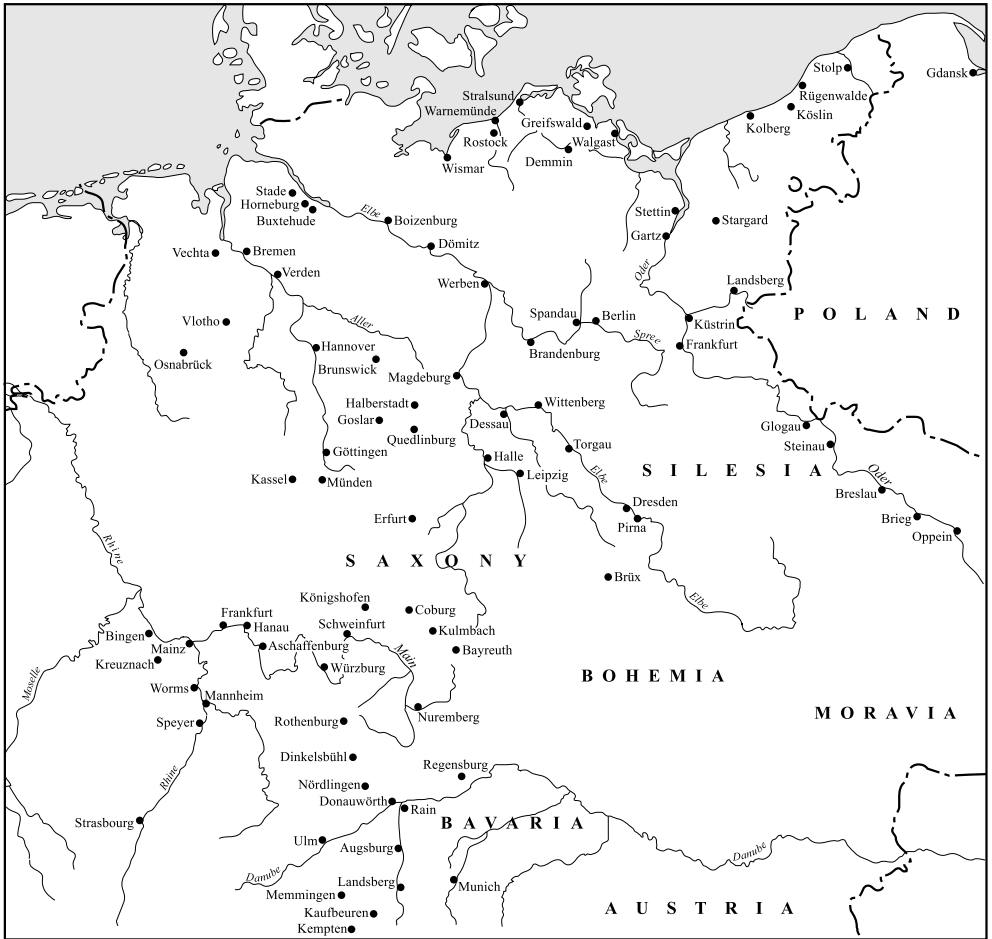 Stolp
Gdansk
Rügenwalde
Köslin
Kolberg
Stralsund
Warnemünde
Greifswald
Rostock
Walgast
Demmin
Wismar
Stade
Horneburg
Buxtehude
Elbe
Boizenburg
Stettin
Stargard
Gartz
Dömitz
Vechta
Bremen
Verden
Oder
Werben
Landsberg
POLAND
Aller
Vlotho
Spandau
Berlin
Küstrin
Spree
Frankfurt
Brandenburg
Hannover
Brunswick
Osnabrück
Magdeburg
Halberstadt
Wittenberg
Goslar
Dessau
Quedlinburg
Glogau
Steinau
Torgau
Göttingen
Halle
Leipzig
Elbe
SILESIA
Oder
Kassel
Münden
Breslau
Dresden
Erfurt
Pirna
Brieg
Oppein
Rhine
SAXONY
Brüx
Elbe
Königshofen
Coburg
Frankfurt
Hanau
Schweinfurt
Kulmbach
Bingen
Mainz
Aschaffenburg
Main
Bayreuth
Kreuznach
Würzburg
Moselle
BOHEMIA
Worms
Mannheim
MORAVIA
Speyer
Rothenburg
Nuremberg
Dinkelsbühl
Regensburg
Rhine
Nördlingen
Donauwörth
Rain
Strasbourg
BAVARIA
Ulm
Augsburg
Danube
Danube
Landsberg
Munich
Memmingen
AUSTRIA
Kaufbeuren
Kempten